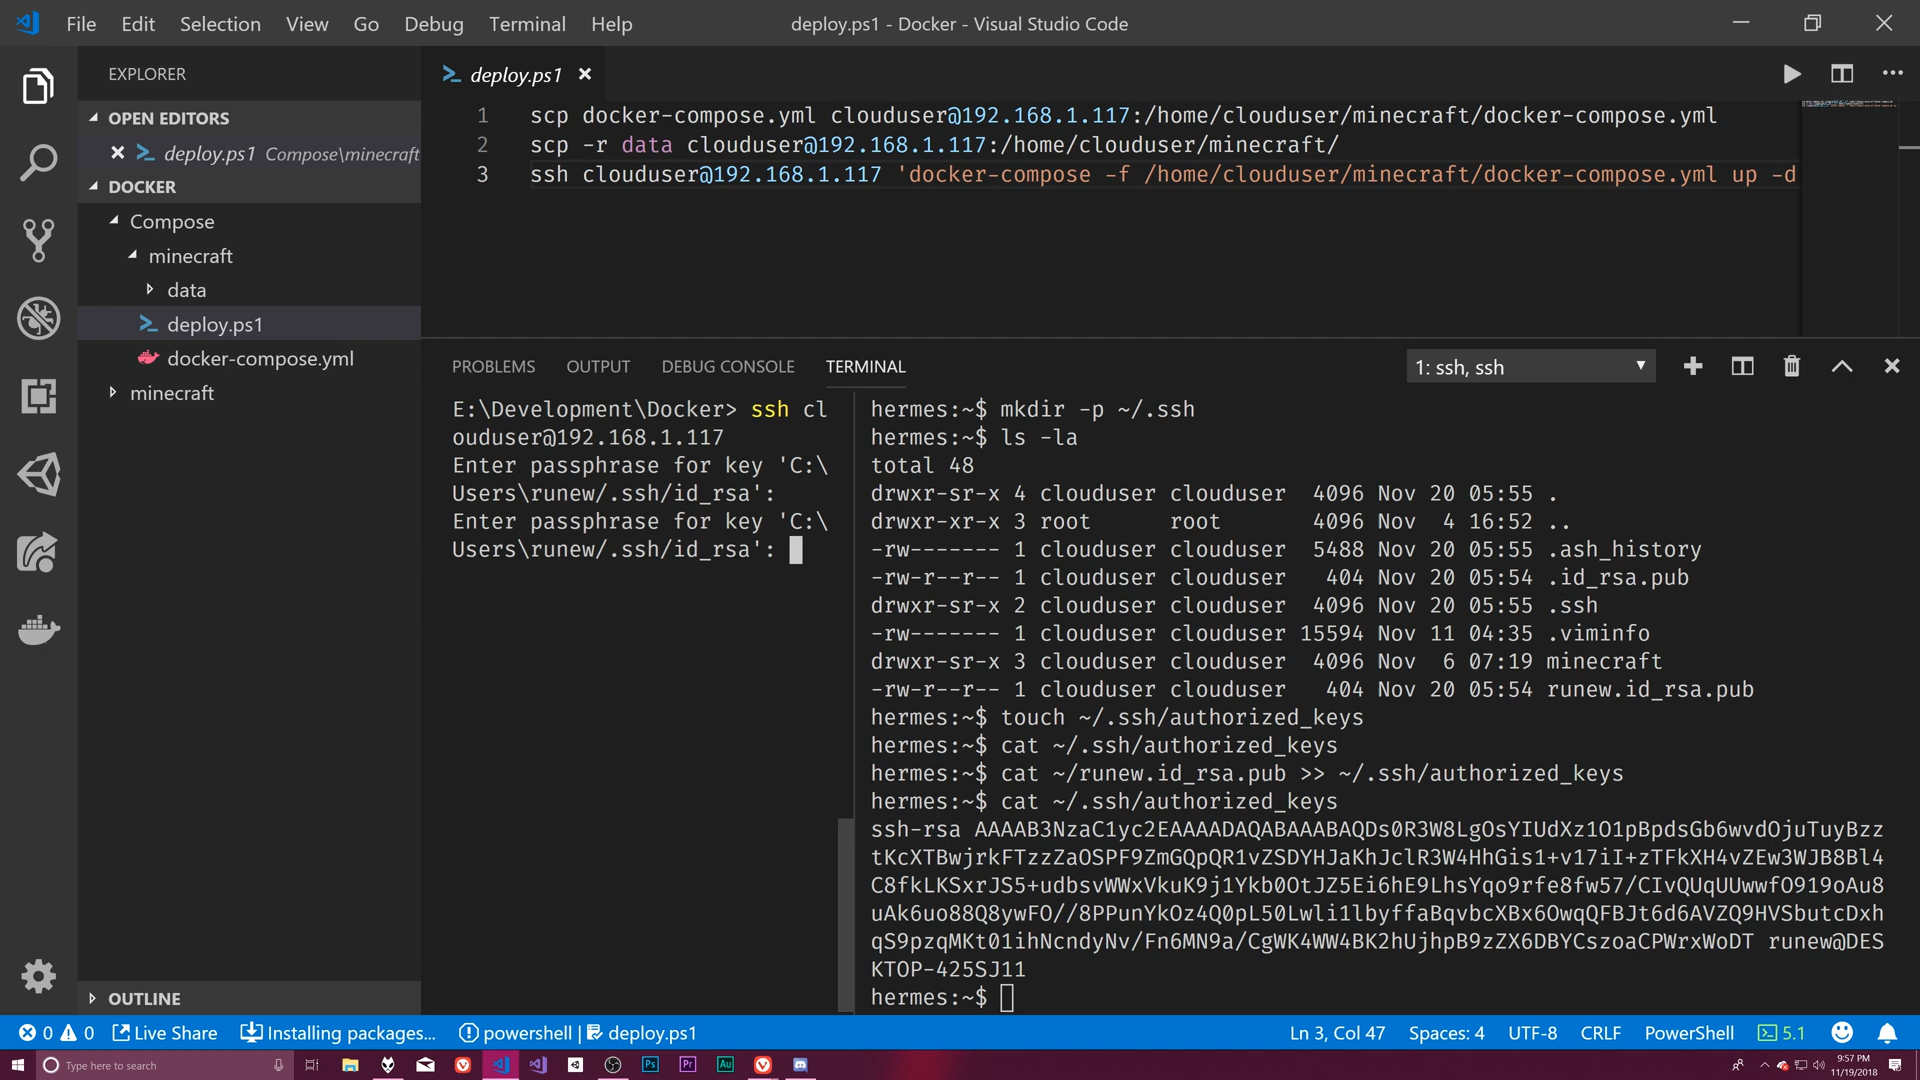 File Edit Selection View Go Debug Terminal Help
deploy.ps1 - Docker - Visual Studio Code
EXPLORER
OPEN EDITORS
deploy.ps1 Compose\minecraft
DOCKER
Compose
minecraft
data
deploy.ps1
docker-compose.yml
minecraft
OUTLINE
deploy.ps1
1 scp docker-compose.yml clouduser@192.168.1.117:/home/clouduser/minecraft/docker-compose.yml
2 scp -r data clouduser@192.168.1.117:/home/clouduser/minecraft/
3 ssh clouduser@192.168.1.117 'docker-compose -f /home/clouduser/minecraft/docker-compose.yml up -d
PROBLEMS OUTPUT DEBUG CONSOLE TERMINAL
1: ssh, ssh
E:\Development\Docker> ssh cl
ouduser@192.168.1.117
Enter passphrase for key 'C:\
Users\runew/.ssh/id_rsa':
Enter passphrase for key 'C:\
Users\runew/.ssh/id_rsa':
hermes:~$ mkdir -p ~/.ssh
hermes:~$ ls -la
total 48
drwxr-sr-x 4 clouduser clouduser 4096 Nov 20 05:55 .
drwxr-xr-x 3 root root 4096 Nov 4 16:52 ..
-rw------- 1 clouduser clouduser 5488 Nov 20 05:55 .ash_history
-rw-r--r-- 1 clouduser clouduser 404 Nov 20 05:54 .id_rsa.pub
drwxr-sr-x 2 clouduser clouduser 4096 Nov 20 05:55 .ssh
-rw------- 1 clouduser clouduser 15594 Nov 11 04:35 .viminfo
drwxr-sr-x 3 clouduser clouduser 4096 Nov 6 07:19 minecraft
-rw-r--r-- 1 clouduser clouduser 404 Nov 20 05:54 runew.id_rsa.pub
hermes:~$ touch ~/.ssh/authorized_keys
hermes:~$ cat ~/.ssh/authorized_keys
hermes:~$ cat ~/runew.id_rsa.pub >> ~/.ssh/authorized_keys
hermes:~$ cat ~/.ssh/authorized_keys
ssh-rsa AAAAB3NzaC1yc2EAAAADAQABAAABAQDs0R3W8LgOsYIUdXz1O1pBpdsGb6wvdOjuTuyBzz
tKcXTBwjrkFTzzZaOSPF9ZmGQpQR1vZSDYHJaKhJclR3W4HhGis1+v17iI+zTFkXH4vZEw3WJB8Bl4
C8fkLKSxrJS5+udbsvWWxVkuK9j1Ykb0OtJZ5Ei6hE9LhsYqo9rfe8fw57/CIvQUqUUwwfO919oAu8
uAk6uo88Q8ywFO//8PPunYkOz4Q0pL50Lwli1lbyffaBqvbcXBx6OwqQFBJt6d6AVZQ9HVSbutcDxh
qS9pzqMKt01ihNcndyNv/Fn6MN9a/CgWK4WW4BK2hUjhpB9zZX6DBYCszoaCPWrxWoDT runew@DES
KTOP-425SJ11
hermes:~$
0 0 Live Share Installing packages... powershell | deploy.ps1 Ln 3, Col 47 Spaces: 4 UTF-8 CRLF PowerShell 5.1
Type here to search
Ps Pr Au
9:57 PM
11/19/2018